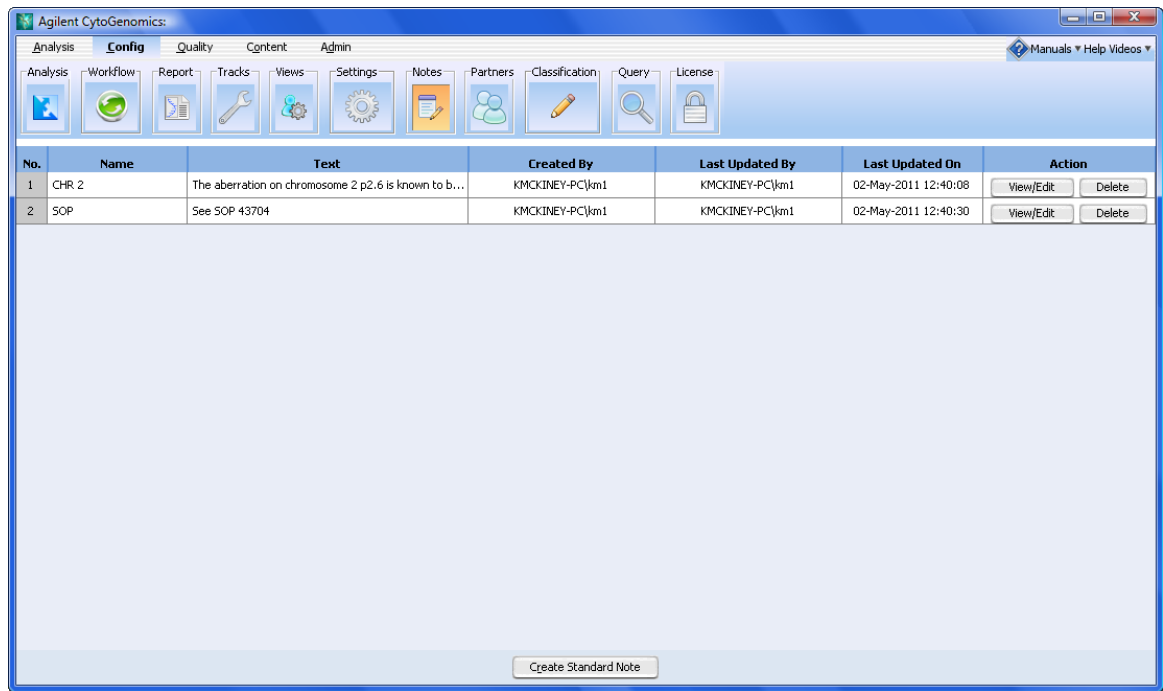 Agilent CytoGenomics:
Analysis Config Quality Content Admin Manuals Help Videos
Analysis Workflow Report Tracks Views Settings Notes Partners Classification Query License
No. Name Text Created By Last Updated By Last Updated On Action
1 CHR 2 The aberration on chromosome 2 p2.6 is known to b... KMCKINEY-PC\km1 KMCKINEY-PC\km1 02-May-2011 12:40:08 View/Edit Delete
2 SOP See SOP 43704 KMCKINEY-PC\km1 KMCKINEY-PC\km1 02-May-2011 12:40:30 View/Edit Delete
Create Standard Note